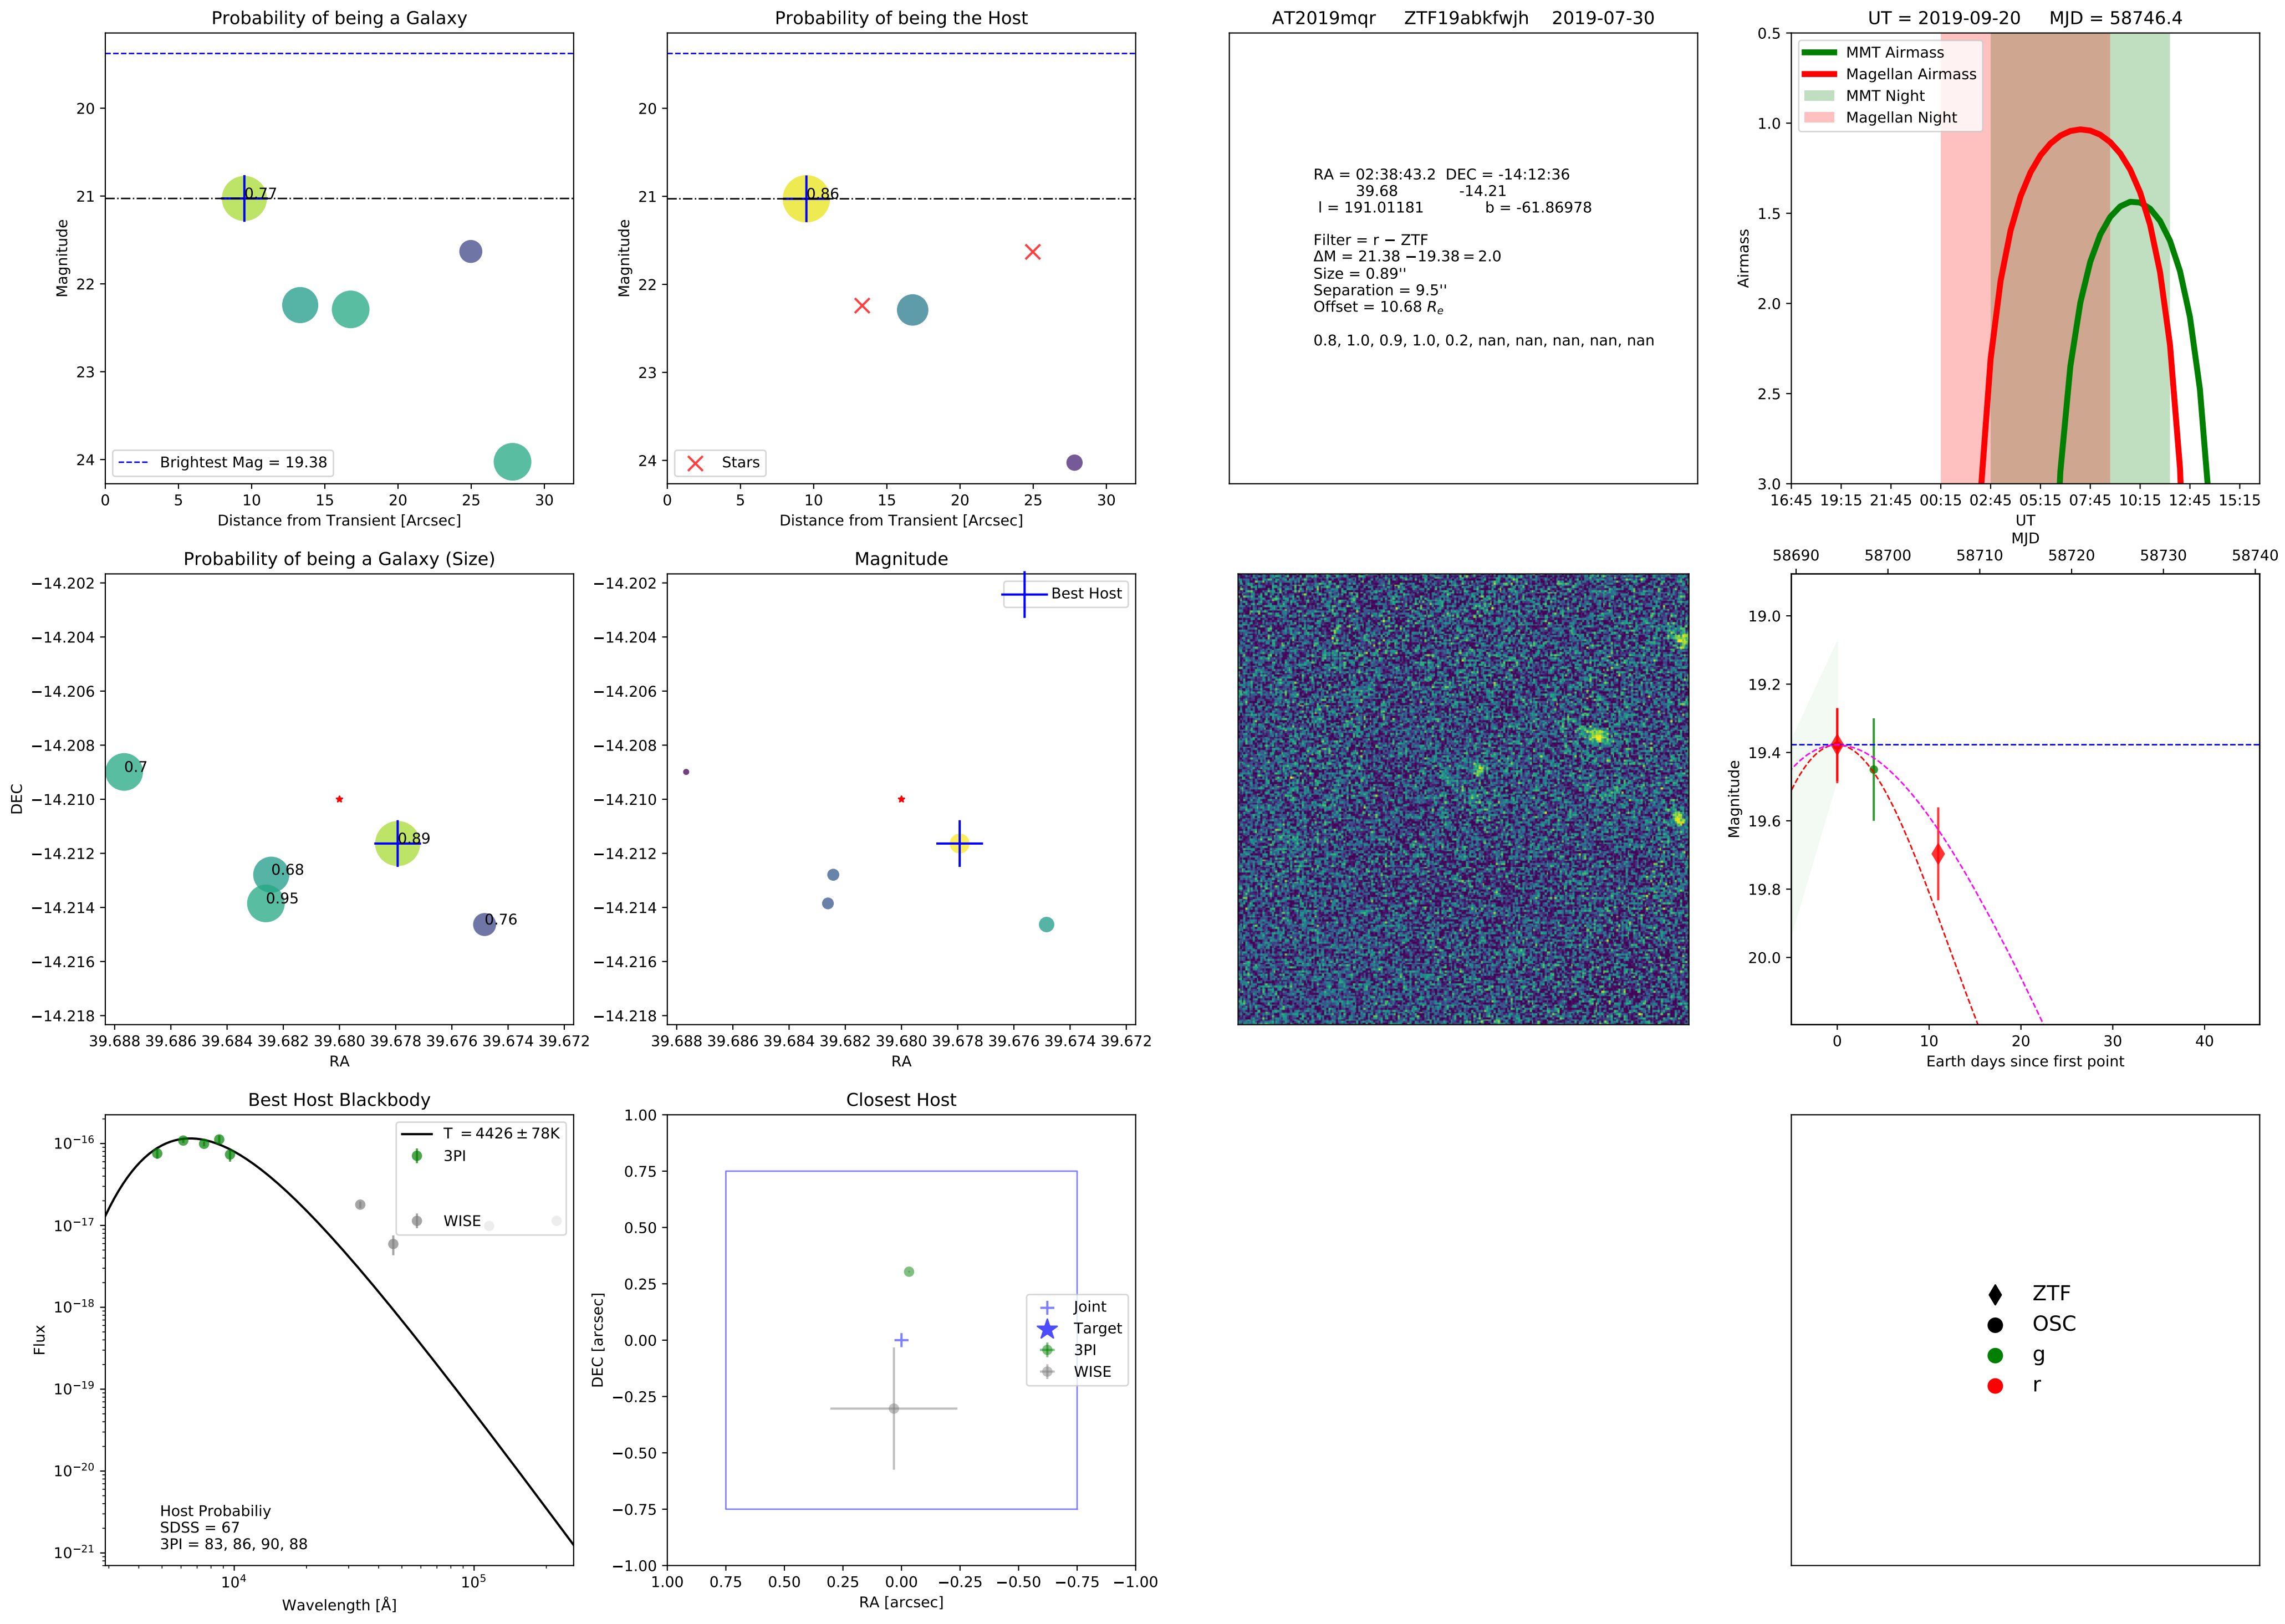 Probability of being a Galaxy
Magnitude
20
21
22
23
24
0.77
Brightest Mag = 19.38
0 5 10 15 20 25 30
Distance from Transient [Arcsec]
Probability of being the Host
Magnitude
20
21
22
23
24
0.86
Stars
0 5 10 15 20 25 30
Distance from Transient [Arcsec]
AT2019mqr ZTF19abkfwjh 2019-07-30
RA = 02:38:43.2 DEC = -14:12:36
39.68 -14.21
l = 191.01181 b = -61.86978
Filter = r − ZTF
ΔM = 21.38 −19.38 = 2.0
Size = 0.89''
Separation = 9.5''
Offset = 10.68 Re
0.8, 1.0, 0.9, 1.0, 0.2, nan, nan, nan, nan, nan
UT = 2019-09-20 MJD = 58746.4
Airmass
0.5
1.0
1.5
2.0
2.5
3.0
MMT Airmass
Magellan Airmass
MMT Night
Magellan Night
16:45 19:15 21:45 00:15 02:45 05:15 07:45 10:15 12:45 15:15
UT
Probability of being a Galaxy (Size)
DEC
−14.202
−14.204
−14.206
−14.208
−14.210
−14.212
−14.214
−14.216
−14.218
0.7
0.89
0.68
0.95
0.76
39.688 39.686 39.684 39.682 39.680 39.678 39.676 39.674 39.672
RA
Magnitude
−14.202
−14.204
−14.206
−14.208
−14.210
−14.212
−14.214
−14.216
−14.218
Best Host
39.688 39.686 39.684 39.682 39.680 39.678 39.676 39.674 39.672
RA
MJD
58690 58700 58710 58720 58730 58740
Magnitude
19.0
19.2
19.4
19.6
19.8
20.0
0 10 20 30 40
Earth days since first point
Best Host Blackbody
Flux
10−16
10−17
10−18
10−19
10−20
10−21
T = 4426 ± 78K
3PI
WISE
Host Probabiliy
SDSS = 67
3PI = 83, 86, 90, 88
104 105
Wavelength [Å]
Closest Host
DEC [arcsec]
1.00
0.75
0.50
0.25
0.00
−0.25
−0.50
−0.75
−1.00
Joint
Target
3PI
WISE
1.00 0.75 0.50 0.25 0.00 −0.25 −0.50 −0.75 −1.00
RA [arcsec]
ZTF
OSC
g
r